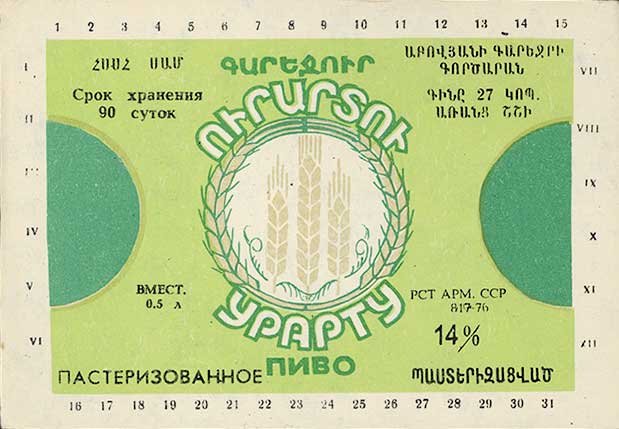 1 2 3 4 5 6 7 8 9 10 11 12 13 14 15
ՀՍՍՀ ՍԱՄ
Срок хранения
90 суток
ԳԱՐԵՋՈՒՐ
ՈՒՐԱՐՏՈՒ
ԱԲՈՎՅԱՆԻ ԳԱՐԵՋՐԻ
ԳՈՐԾԱՐԱՆ
ԳԻՆԸ 27 ԿՈՊ.
ԱՌԱՆՑ ՇՇԻ
I
II
III
IV
V
VI
VII
VIII
IX
X
XI
XII
ВМЕСТ.
0.5 л
УРАРТУ
ПИВО
РСТ АРМ. ССР
817-76
14%
ПАСТЕРИЗОВАННОЕ
ՊԱՍՏԵՐԻԶԱՑՎԱԾ
16 17 18 19 20 21 22 23 24 25 26 27 28 29 30 31